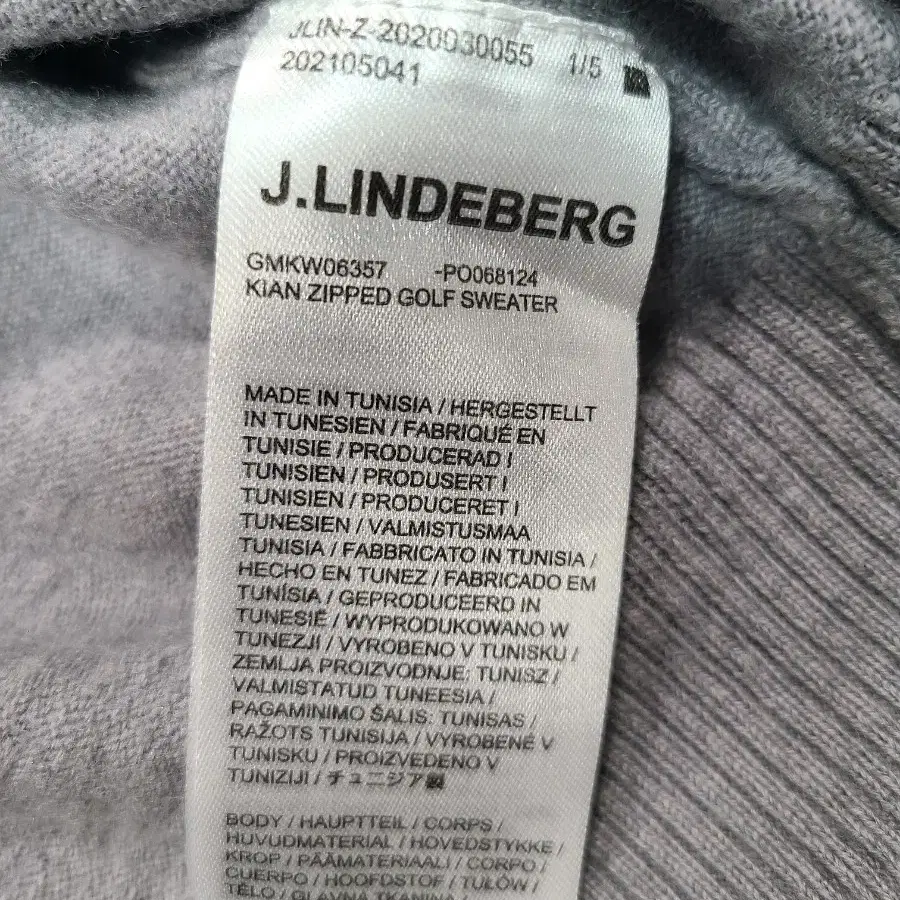 JLIN-Z-2020030055 1/5
202105041
J.LINDEBERG
GMKW06357 -PO068124
KIAN ZIPPED GOLF SWEATER
MADE IN TUNISIA / HERGESTELLT
IN TUNESIEN / FABRIQUÉ EN
TUNISIE / PRODUCERAD I
TUNISIEN / PRODUSERT I
TUNISIEN / PRODUCERET I
TUNESIEN / VALMISTUSMAA
TUNISIA / FABBRICATO IN TUNISIA /
HECHO EN TUNEZ / FABRICADO EM
TUNÍSIA / GEPRODUCEERD IN
TUNESIË / WYPRODUKOWANO W
TUNEZJI / VYROBENO V TUNISKU /
ZEMLJA PROIZVODNJE: TUNISZ /
VALMISTATUD TUNEESIA /
PAGAMINIMO ŠALIS: TUNISAS /
RAŽOTS TUNISIJA / VYROBENÉ V
TUNISKU / PROIZVEDENO V
TUNIZIJI / チュニジア製
BODY / HAUPTTEIL / CORPS /
HUVUDMATERIAL / HOVEDSTYKKE /
KROP / PÄÄMATERIAALI / CORPO /
CUERPO / HOOFDSTOF / TUŁÓW /
TĚLO / GLAVNA TKANINA /